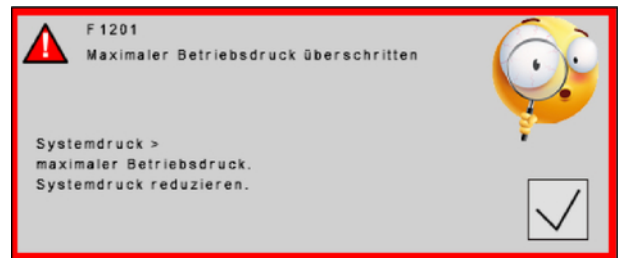 F 1201
Maximaler Betriebsdruck überschritten
Systemdruck >
maximaler Betriebsdruck.
Systemdruck reduzieren.